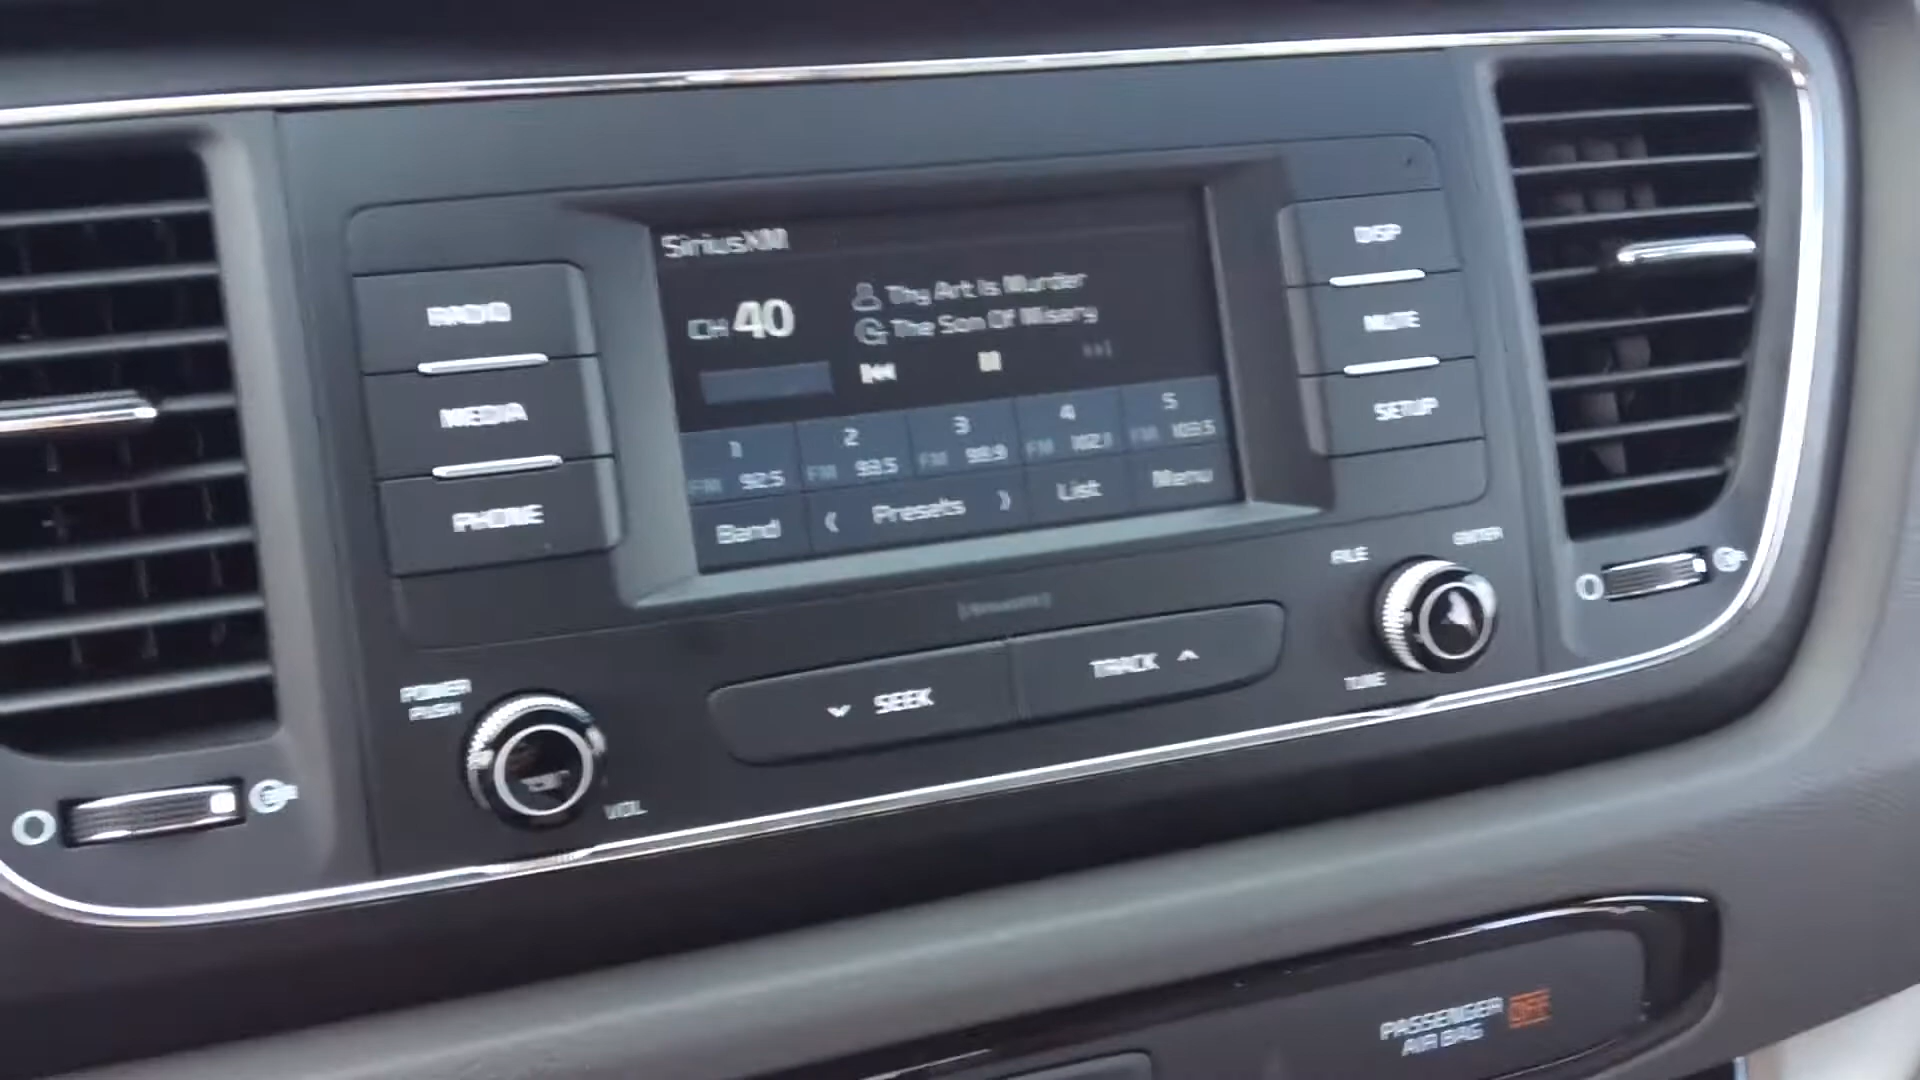 SiriusXM
CH 40
Thy Art Is Murder
The Son Of Misery
1 2 3 4 5
FM 92.5 FM 93.5 FM 98.9 FM 102.1 FM 103.5
Band Presets List Menu
RADIO
MEDIA
PHONE
DISP
MUTE
SETUP
FILE
ENTER
TUNE
POWER
PUSH
VOL
SEEK
TRACK
PASSENGER OFF
AIR BAG